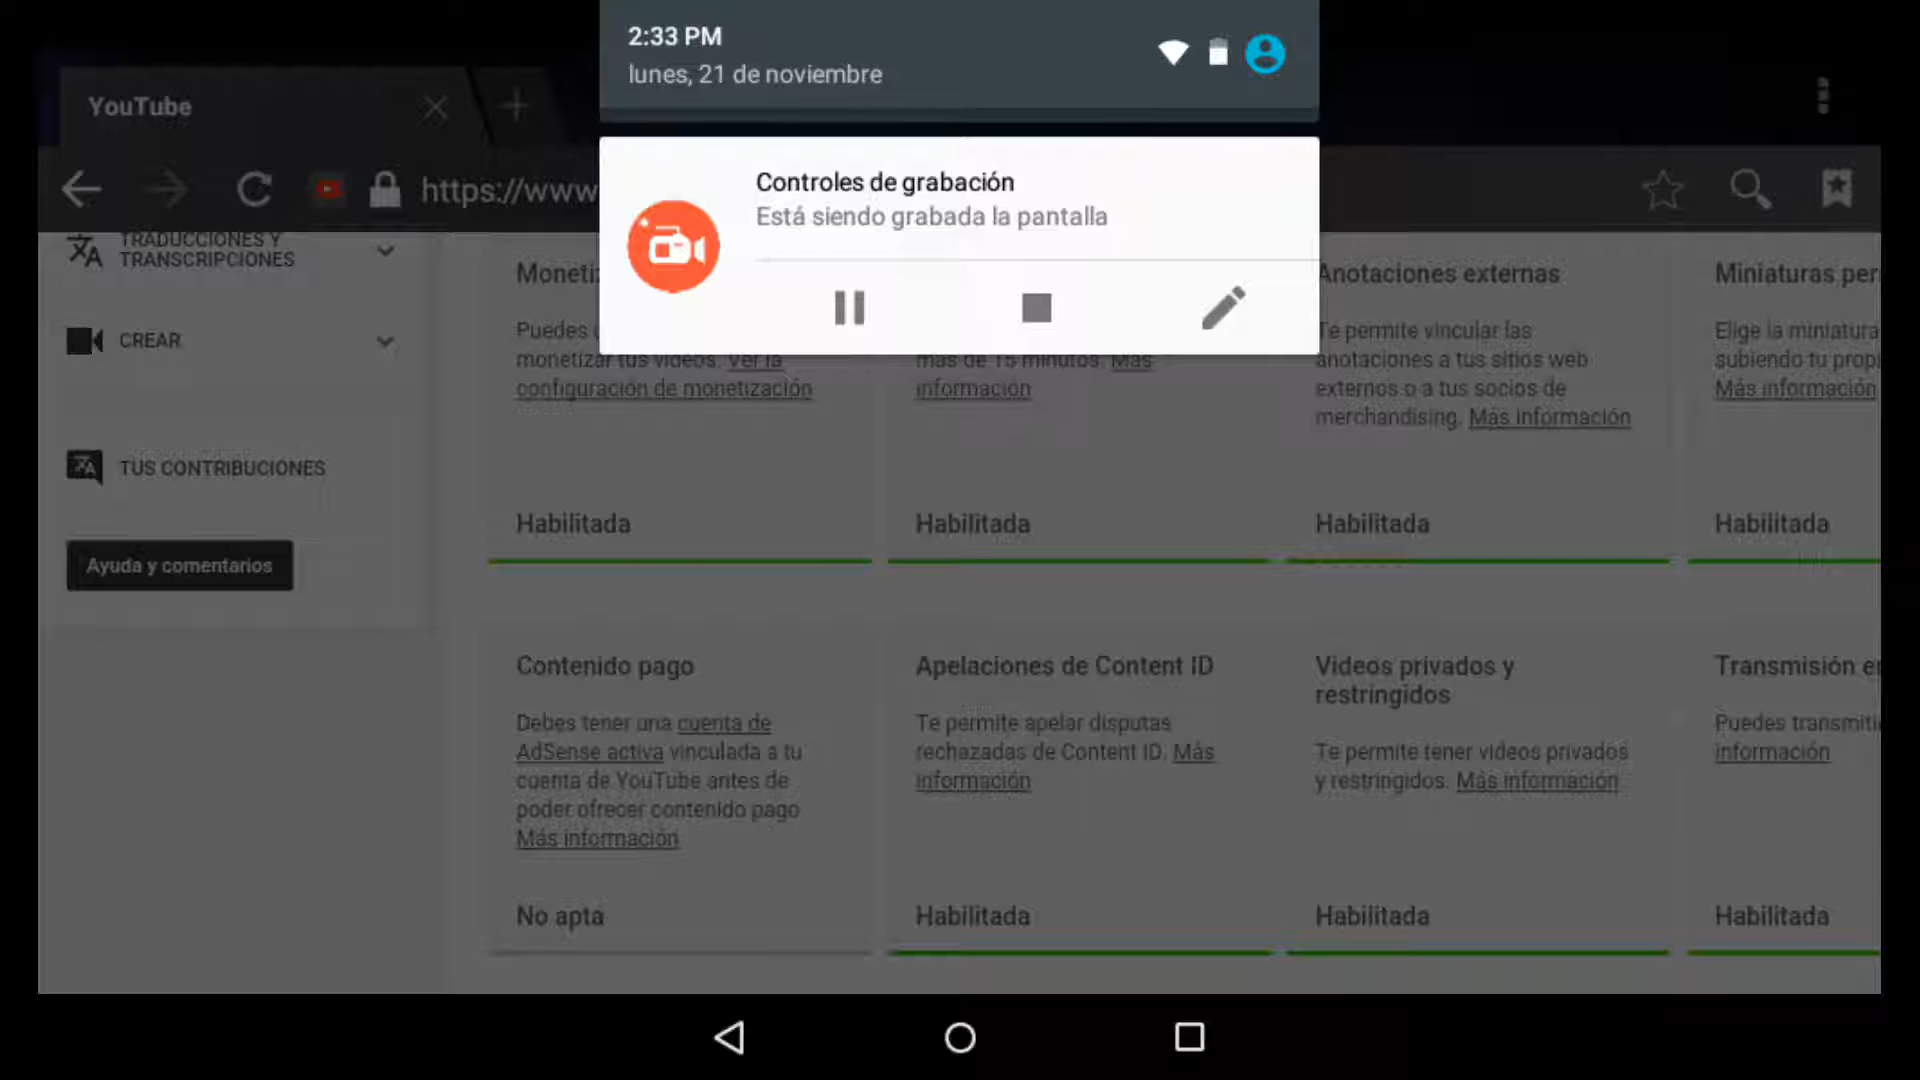 2:33 PM
lunes, 21 de noviembre
YouTube
https://www
Controles de grabación
Está siendo grabada la pantalla
TRADUCCIONES Y
TRANSCRIPCIONES
CREAR
TUS CONTRIBUCIONES
Ayuda y comentarios
Moneti
Puedes
monetizar tus videos. Ver la
configuración de monetización
Habilitada
más de 15 minutos. Más
información
Habilitada
Anotaciones externas
Te permite vincular las
anotaciones a tus sitios web
externos o a tus socios de
merchandising. Más información
Habilitada
Miniaturas per
Elige la miniatura
subiendo tu prop
Más información
Habilitada
Contenido pago
Debes tener una cuenta de
AdSense activa vinculada a tu
cuenta de YouTube antes de
poder ofrecer contenido pago
Más información
No apta
Apelaciones de Content ID
Te permite apelar disputas
rechazadas de Content ID. Más
información
Habilitada
Videos privados y
restringidos
Te permite tener videos privados
y restringidos. Más información
Habilitada
Transmisión e
Puedes transmiti
información
Habilitada